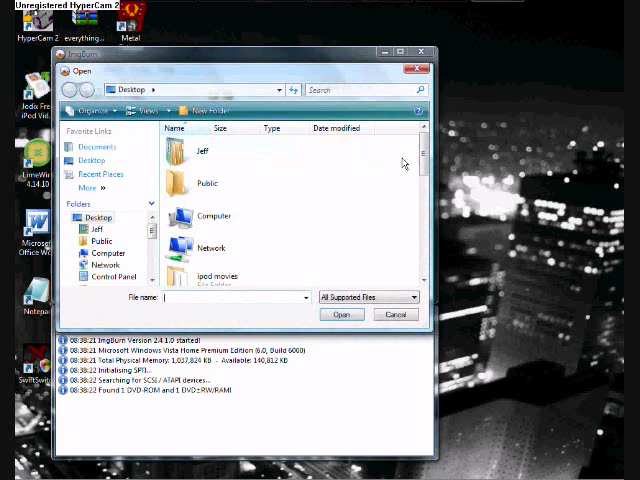 Unregistered HyperCam 2
HyperCam 2
everything...
Metal
ImgBurn
Open
Desktop
Search
Organize
Views
New Folder
Favorite Links
Documents
Desktop
Recent Places
More »
Folders
Desktop
Jeff
Public
Computer
Network
Control Panel
Name Size Type Date modified
Jeff
Public
Computer
Network
ipod movies
File Folder
File name:
All Supported Files
Open
Cancel
08:38:21 ImgBurn Version 2.4.1.0 started!
08:38:21 Microsoft Windows Vista Home Premium Edition (6.0, Build 6000)
08:38:21 Total Physical Memory: 1,037,824 KB - Available: 140,812 KB
08:38:22 Initialising SPTI...
08:38:22 Searching for SCSI / ATAPI devices...
08:38:22 Found 1 DVD-ROM and 1 DVD±RW/RAM!
Jodix Free
iPod Vid...
LimeWire
4.14.10
Microsoft
Office Wo...
Notepad
SwiftSwit...